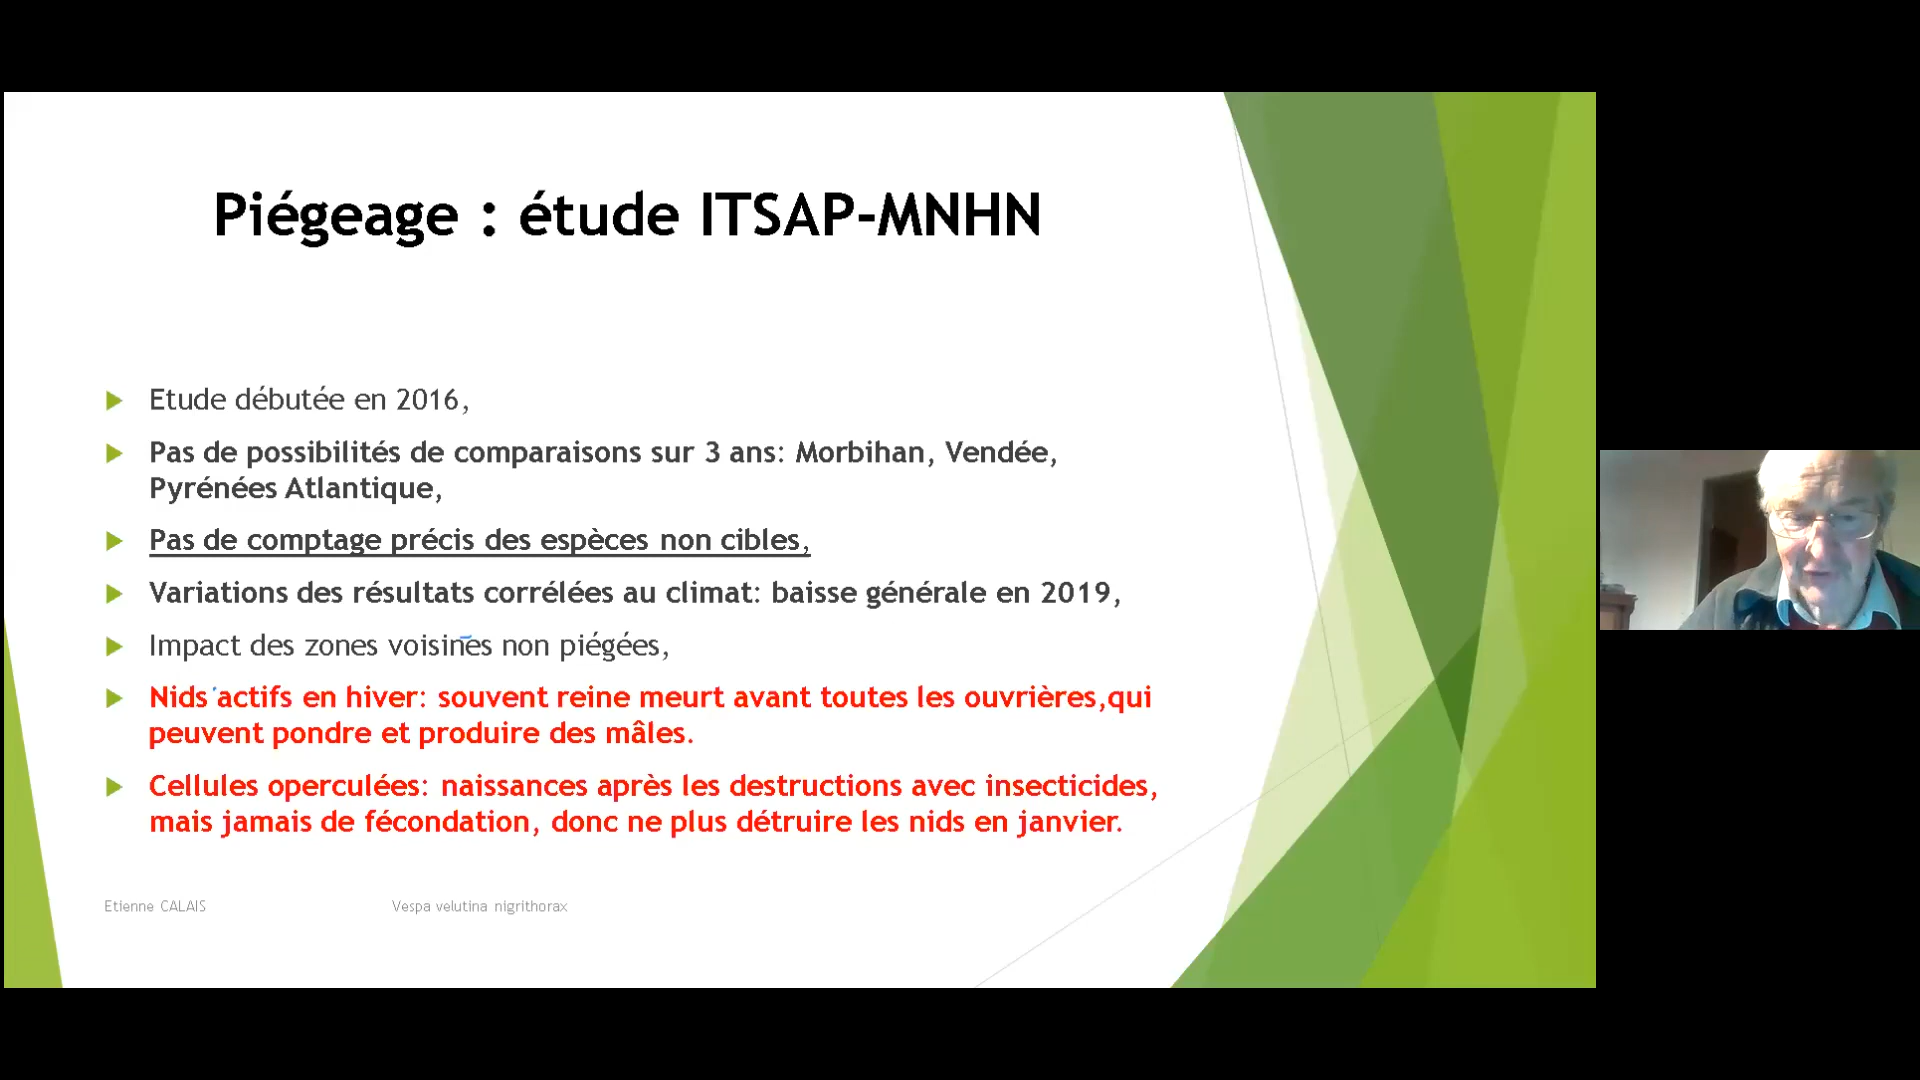 Piégeage : étude ITSAP-MNHN
Etude débutée en 2016,
Pas de possibilités de comparaisons sur 3 ans: Morbihan, Vendée,
Pyrénées Atlantique,
Pas de comptage précis des espèces non cibles,
Variations des résultats corrélées au climat: baisse générale en 2019,
Impact des zones voisines non piégées,
Nids actifs en hiver: souvent reine meurt avant toutes les ouvrières,qui
peuvent pondre et produire des mâles.
Cellules operculées: naissances après les destructions avec insecticides,
mais jamais de fécondation, donc ne plus détruire les nids en janvier.
Etienne CALAIS
Vespa velutina nigrithorax